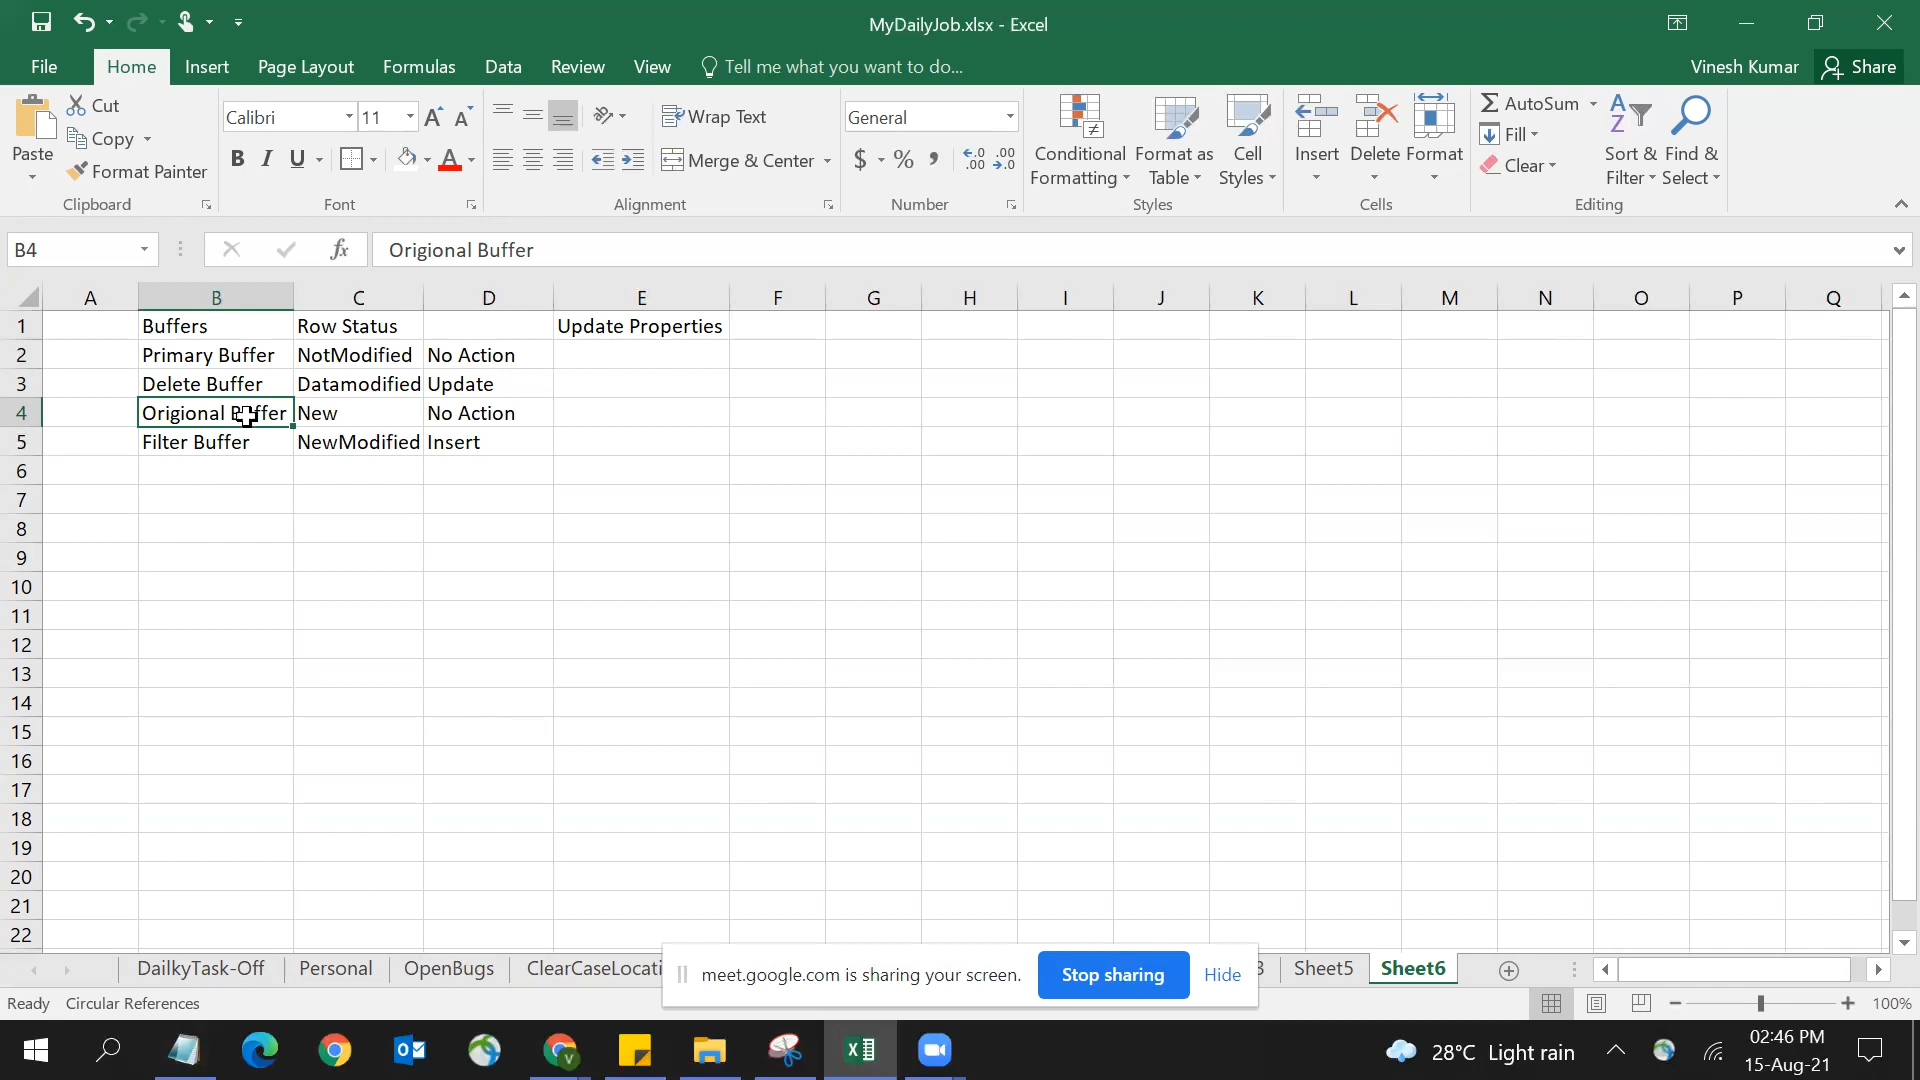 MyDailyJob.xlsx - Excel
File Home Insert Page Layout Formulas Data Review View Tell me what you want to do... Vinesh Kumar Share
Paste
Cut
Copy
Format Painter
Clipboard
Calibri 11
B I U
Font
Wrap Text
Merge & Center
Alignment
General
$ %
Number
Conditional Formatting
Format as Table
Cell Styles
Styles
Insert Delete Format
Cells
AutoSum
Fill
Clear
Sort & Filter
Find & Select
Editing
B4 fx Origional Buffer
A B C D E F G H I J K L M N O P Q
1 Buffers Row Status Update Properties
2 Primary Buffer NotModified No Action
3 Delete Buffer Datamodified Update
4 Origional Buffer New No Action
5 Filter Buffer NewModified Insert
6
7
8
9
10
11
12
13
14
15
16
17
18
19
20
21
22
DailkyTask-Off Personal OpenBugs ClearCaseLocati 3 Sheet5 Sheet6
meet.google.com is sharing your screen. Stop sharing Hide
Ready Circular References 100%
28°C Light rain
02:46 PM
15-Aug-21